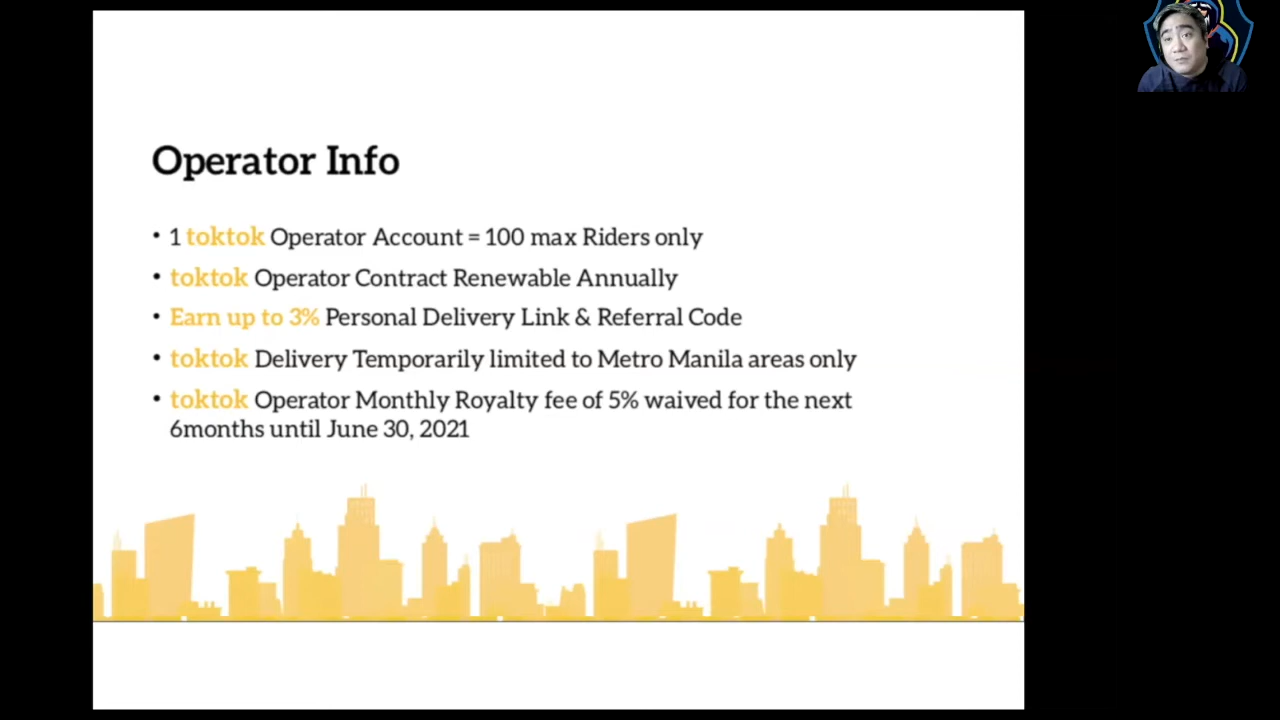 Operator Info
• 1 toktok Operator Account = 100 max Riders only
• toktok Operator Contract Renewable Annually
• Earn up to 3% Personal Delivery Link & Referral Code
• toktok Delivery Temporarily limited to Metro Manila areas only
• toktok Operator Monthly Royalty fee of 5% waived for the next
6months until June 30, 2021